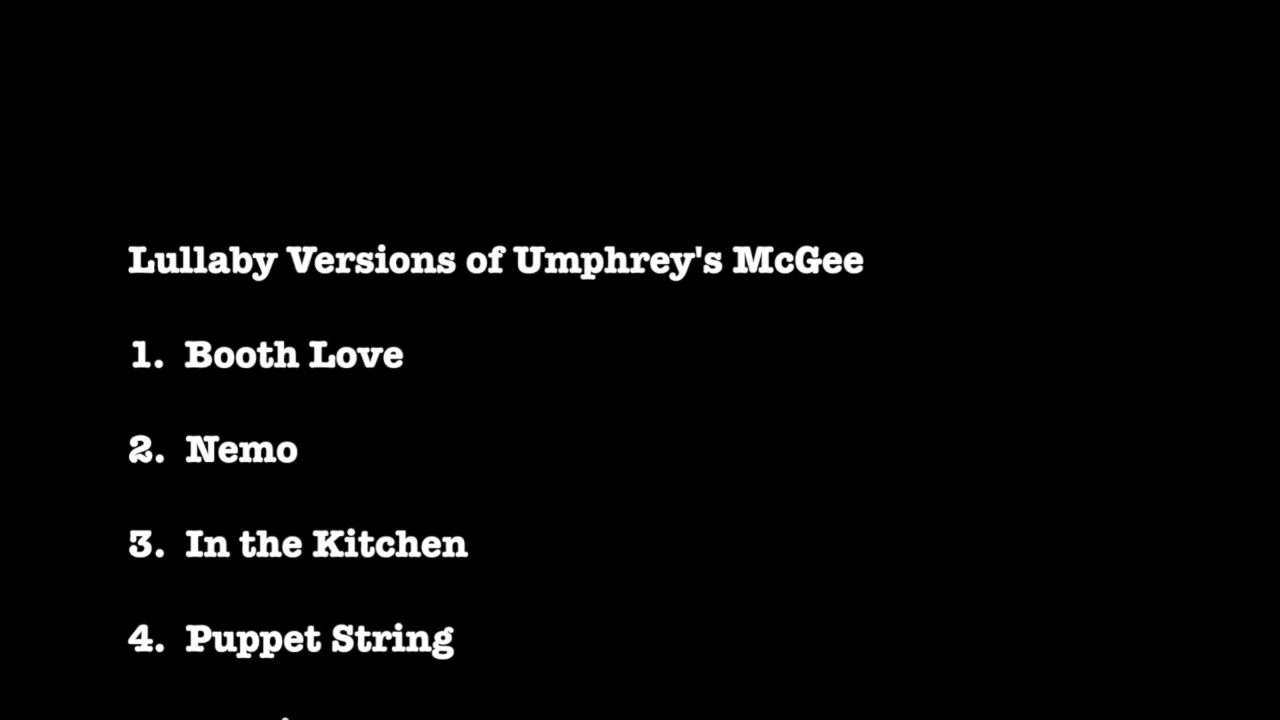 Lullaby Versions of Umphrey's McGee
1. Booth Love
2. Nemo
3. In the Kitchen
4. Puppet String